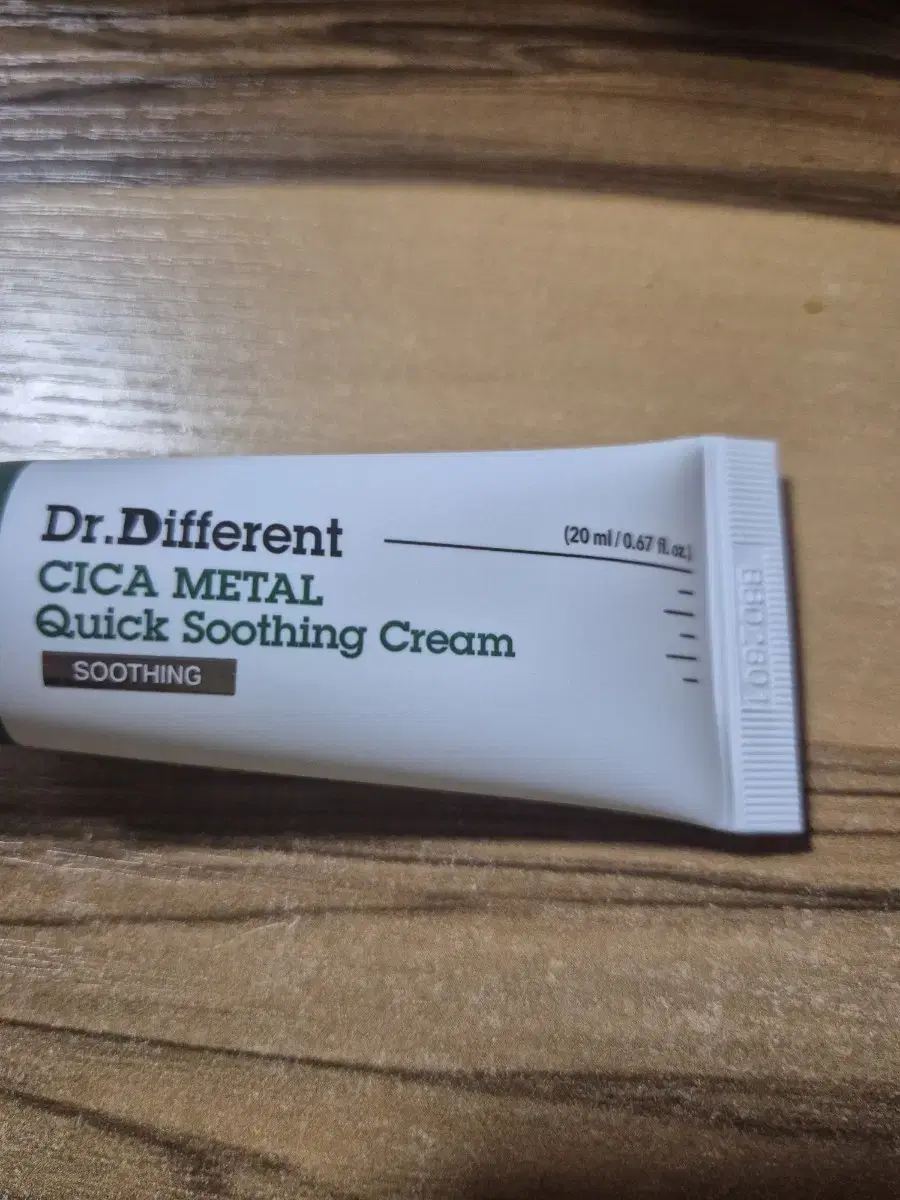 Dr.Different
(20 ml / 0.67 fl. oz.)
CICA METAL
Quick Soothing Cream
SOOTHING